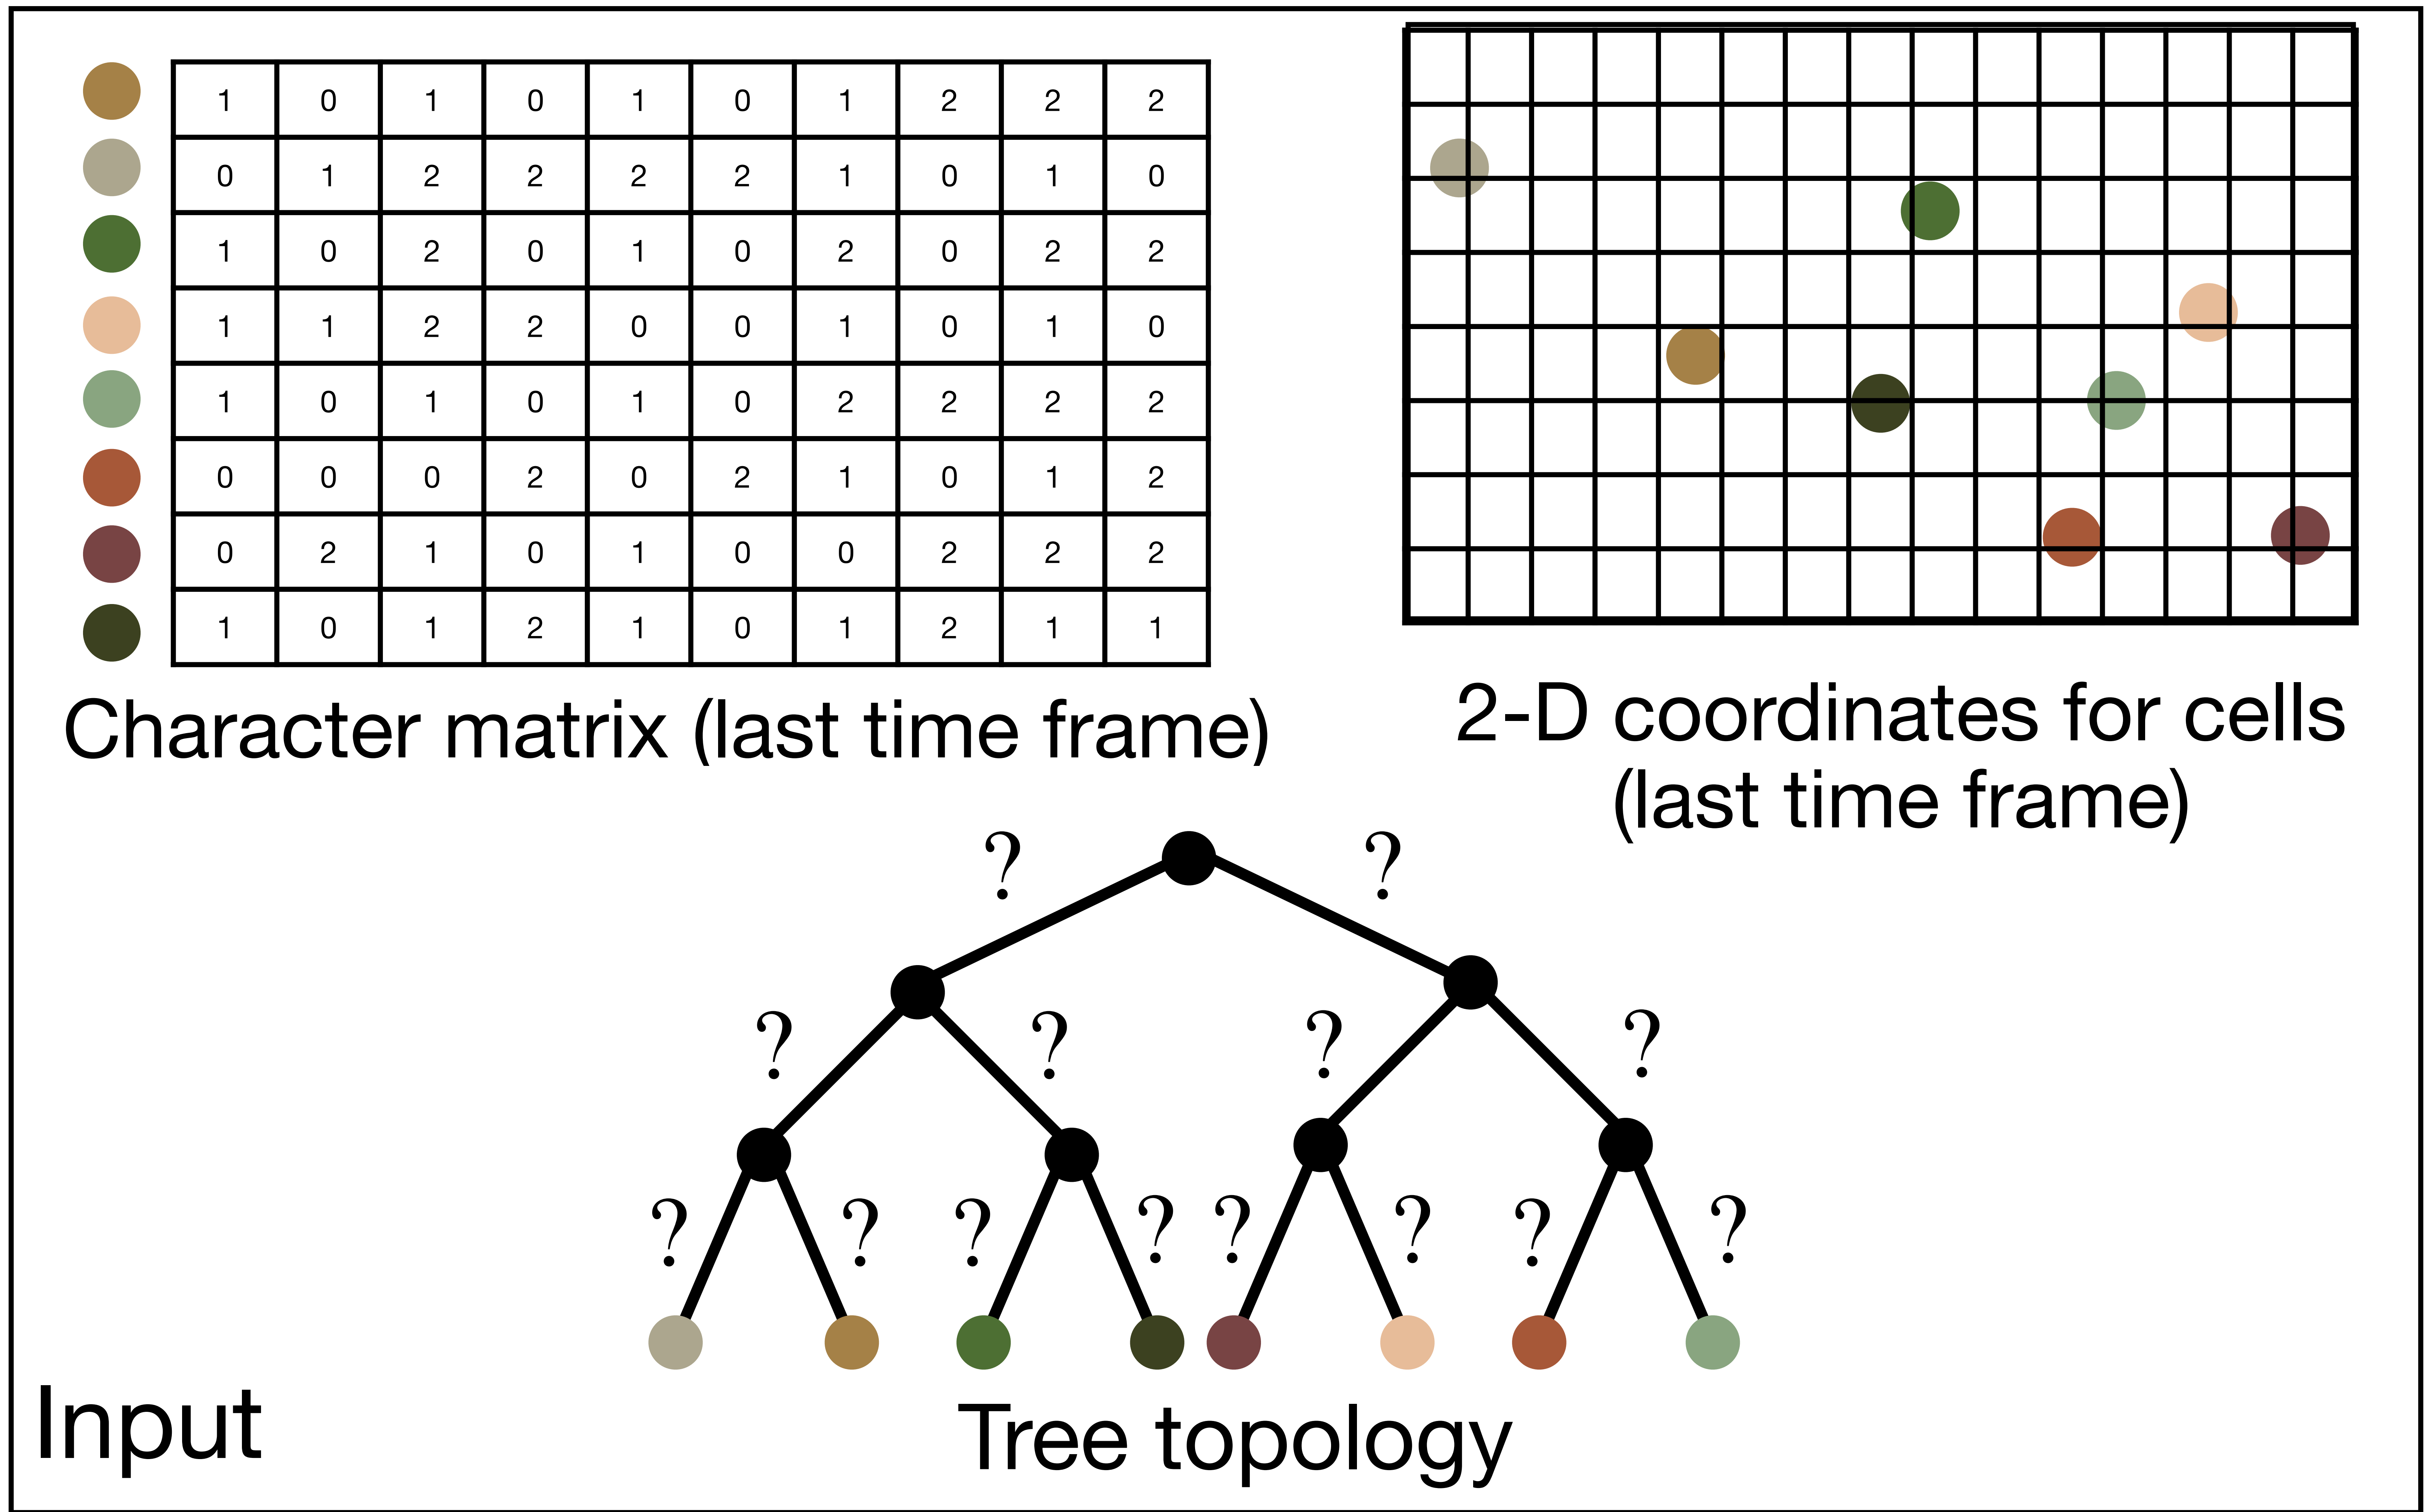 1 0 1 0 1 0 1 2 2 2
0 1 2 2 2 2 1 0 1 0
1 0 2 0 1 0 2 0 2 2
1 1 2 2 0 0 1 0 1 0
1 0 1 0 1 0 2 2 2 2
0 0 0 2 0 2 1 0 1 2
0 2 1 0 1 0 0 2 2 2
1 0 1 2 1 0 1 2 1 1
Character matrix (last time frame)
2-D coordinates for cells
(last time frame)
? ?
? ? ? ?
? ? ? ? ? ? ? ?
Input
Tree topology